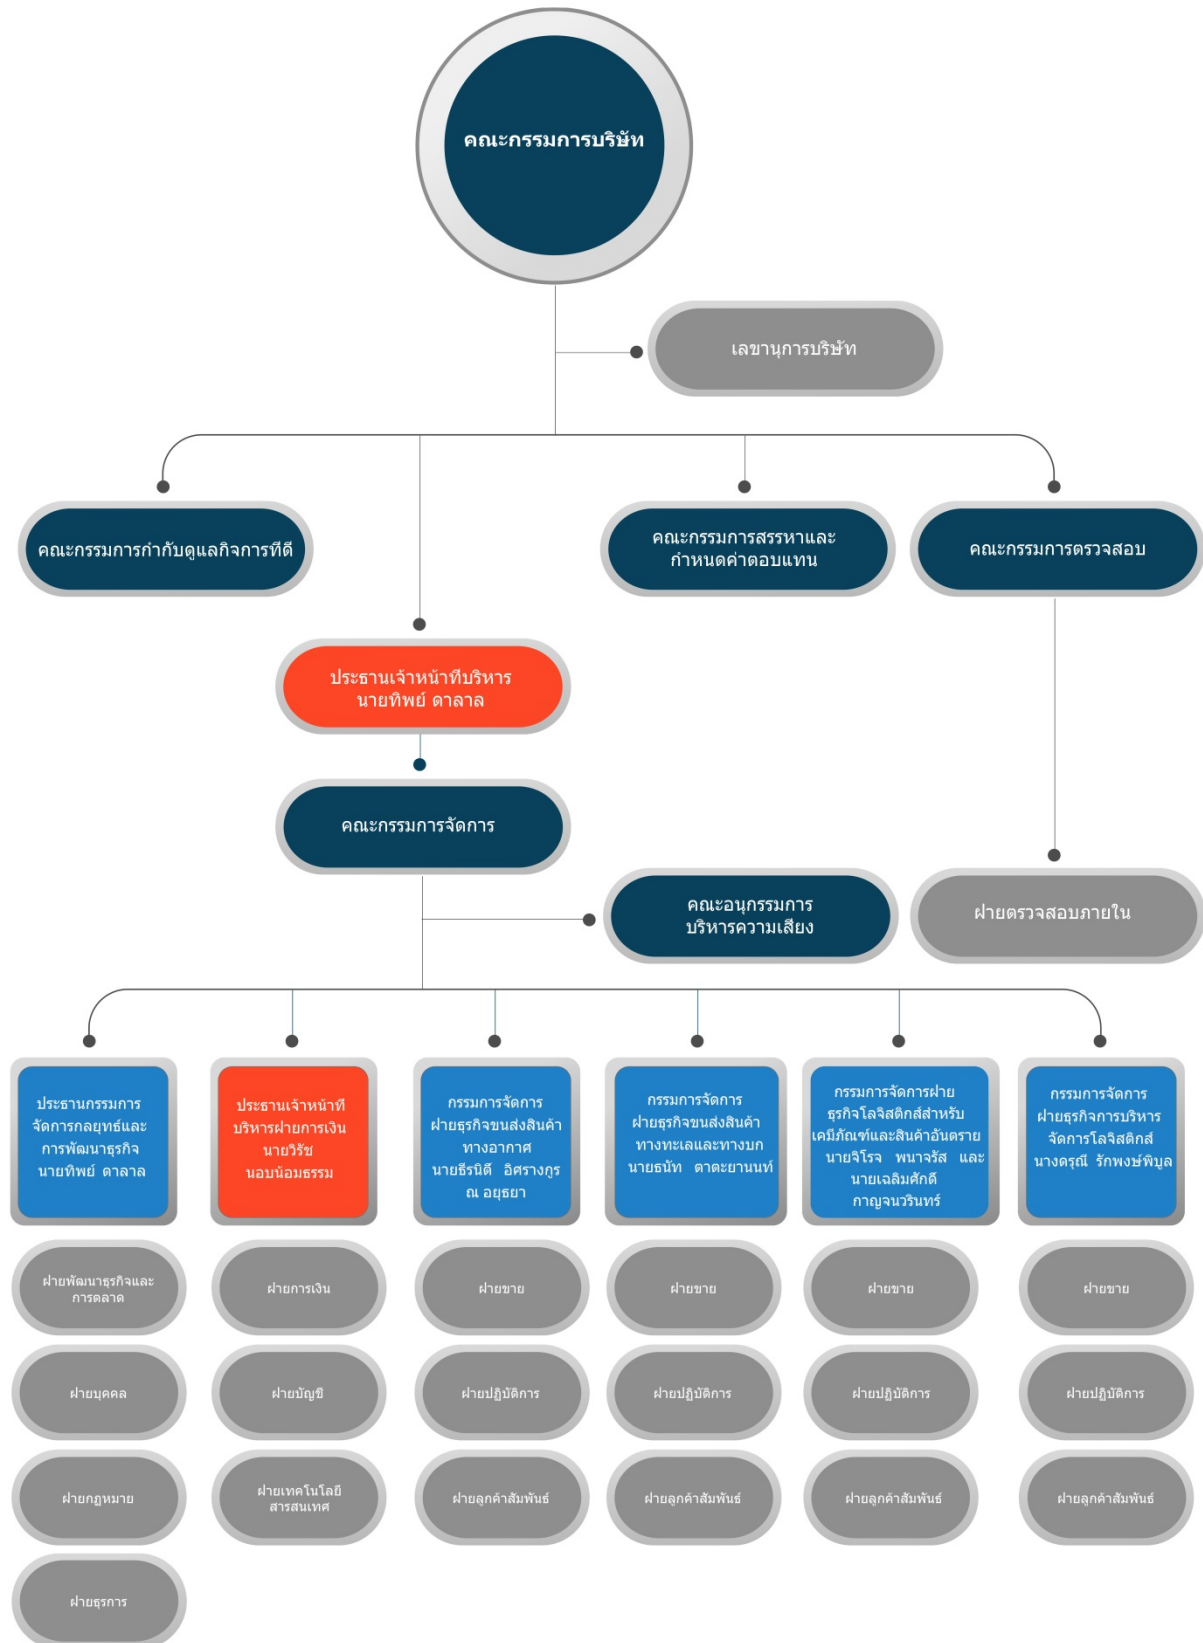 คณะกรรมการบริษัท
เลขานุการบริษัท
คณะกรรมการกำกับดูแลกิจการที่ดี
คณะกรรมการสรรหาและ
กำหนดค่าตอบแทน
คณะกรรมการตรวจสอบ
ประธานเจ้าหน้าที่บริหาร
นายทิพย์ ดาลาล
คณะกรรมการจัดการ
คณะอนุกรรมการ
บริหารความเสี่ยง
ฝ่ายตรวจสอบภายใน
ประธานกรรมการ
จัดการกลยุทธ์และ
การพัฒนาธุรกิจ
นายทิพย์ ดาลาล
ประธานเจ้าหน้าที่
บริหารฝ่ายการเงิน
นายวิรัช
นอบน้อมธรรม
กรรมการจัดการ
ฝ่ายธุรกิจขนส่งสินค้า
ทางอากาศ
นายธีรนิติ์ อิศรางกูร
ณ อยุธยา
กรรมการจัดการ
ฝ่ายธุรกิจขนส่งสินค้า
ทางทะเลและทางบก
นายธนัท ตาตะยานนท์
กรรมการจัดการฝ่าย
ธุรกิจโลจิสติกส์สำหรับ
เคมีภัณฑ์และสินค้าอันตราย
นายจิโรจ พนาจรัส และ
นายเฉลิมศักดิ์
กาญจนวรินทร์
กรรมการจัดการ
ฝ่ายธุรกิจการบริหาร
จัดการโลจิสติกส์
นางดรุณี รักพงษ์พิบูล
ฝ่ายพัฒนาธุรกิจและ
การตลาด
ฝ่ายการเงิน
ฝ่ายขาย
ฝ่ายขาย
ฝ่ายขาย
ฝ่ายขาย
ฝ่ายบุคคล
ฝ่ายบัญชี
ฝ่ายปฏิบัติการ
ฝ่ายปฏิบัติการ
ฝ่ายปฏิบัติการ
ฝ่ายปฏิบัติการ
ฝ่ายกฎหมาย
ฝ่ายเทคโนโลยี
สารสนเทศ
ฝ่ายลูกค้าสัมพันธ์
ฝ่ายลูกค้าสัมพันธ์
ฝ่ายลูกค้าสัมพันธ์
ฝ่ายลูกค้าสัมพันธ์
ฝ่ายธุรการ